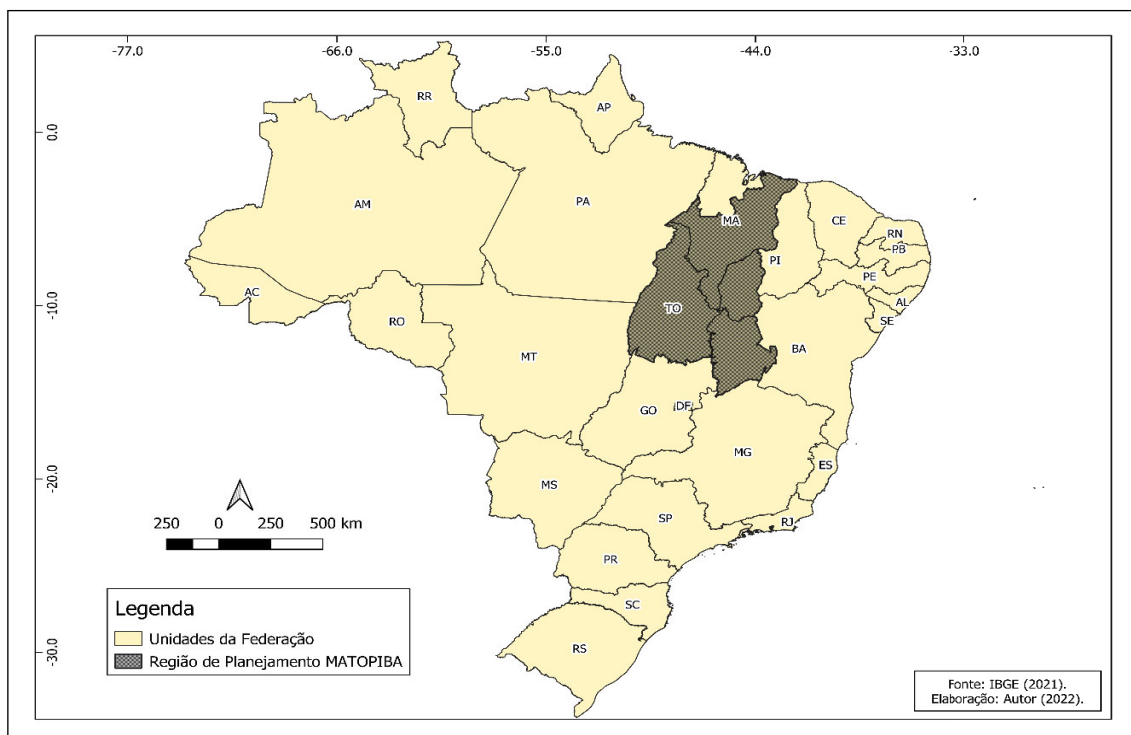 -77.0 -66.0 -55.0 -44.0 -33.0
0.0
-10.0
-20.0
-30.0
RR
AP
AM
PA
MA
CE
RN
PB
PI
PE
AC
AL
TO
SE
RO
BA
MT
GO
DF
MG
ES
MS
SP
RJ
PR
SC
RS
250 0 250 500 km
Legenda
Unidades da Federação
Região de Planejamento MATOPIBA
Fonte: IBGE (2021).
Elaboração: Autor (2022).